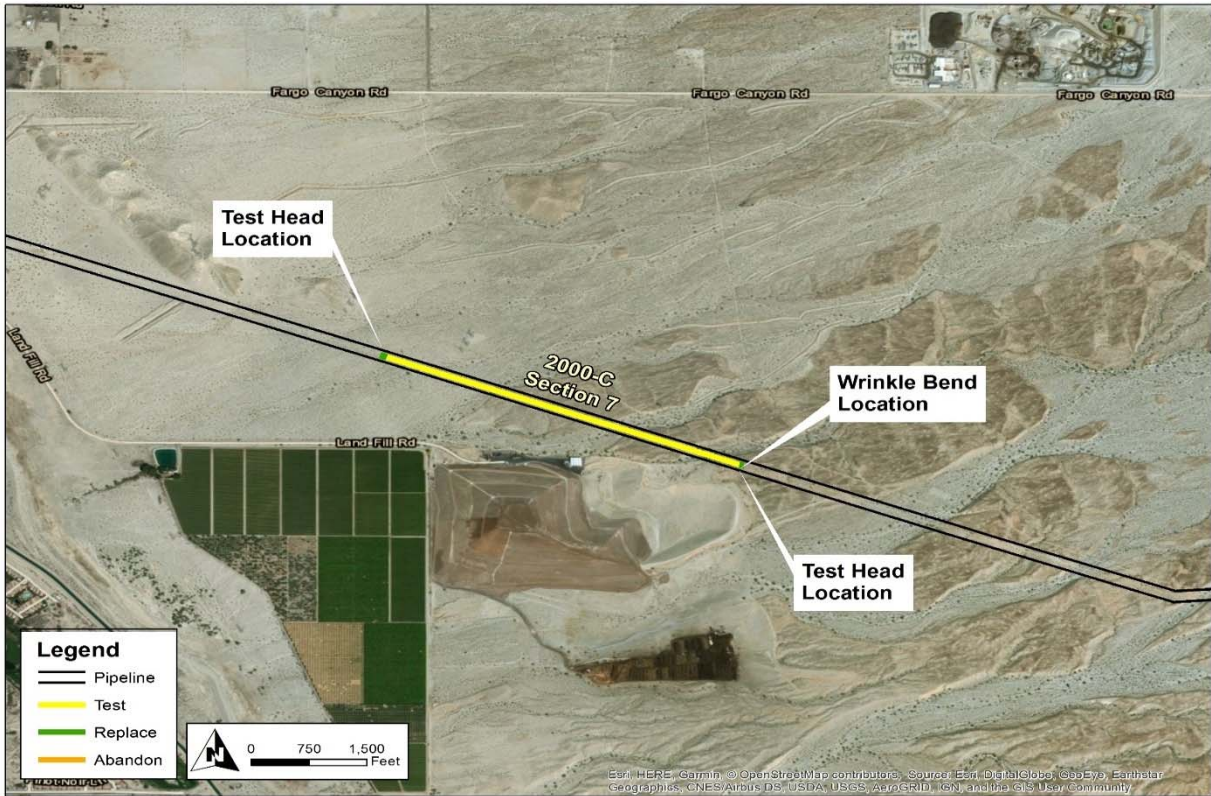 Fargo Canyon Rd
Fargo Canyon Rd
Fargo Canyon Rd
Test Head
Location
Land Fill Rd
2000-C
Section 7
Wrinkle Bend
Location
Land Fill Rd
Test Head
Location
Legend
Pipeline
Test
Replace
Abandon
N
0 750 1,500
Feet
Esri, HERE, Garmin, © OpenStreetMap contributors, Source: Esri, DigitalGlobe, GeoEye, Earthstar
Geographics, CNES/Airbus DS, USDA, USGS, AeroGRID, IGN, and the GIS User Community